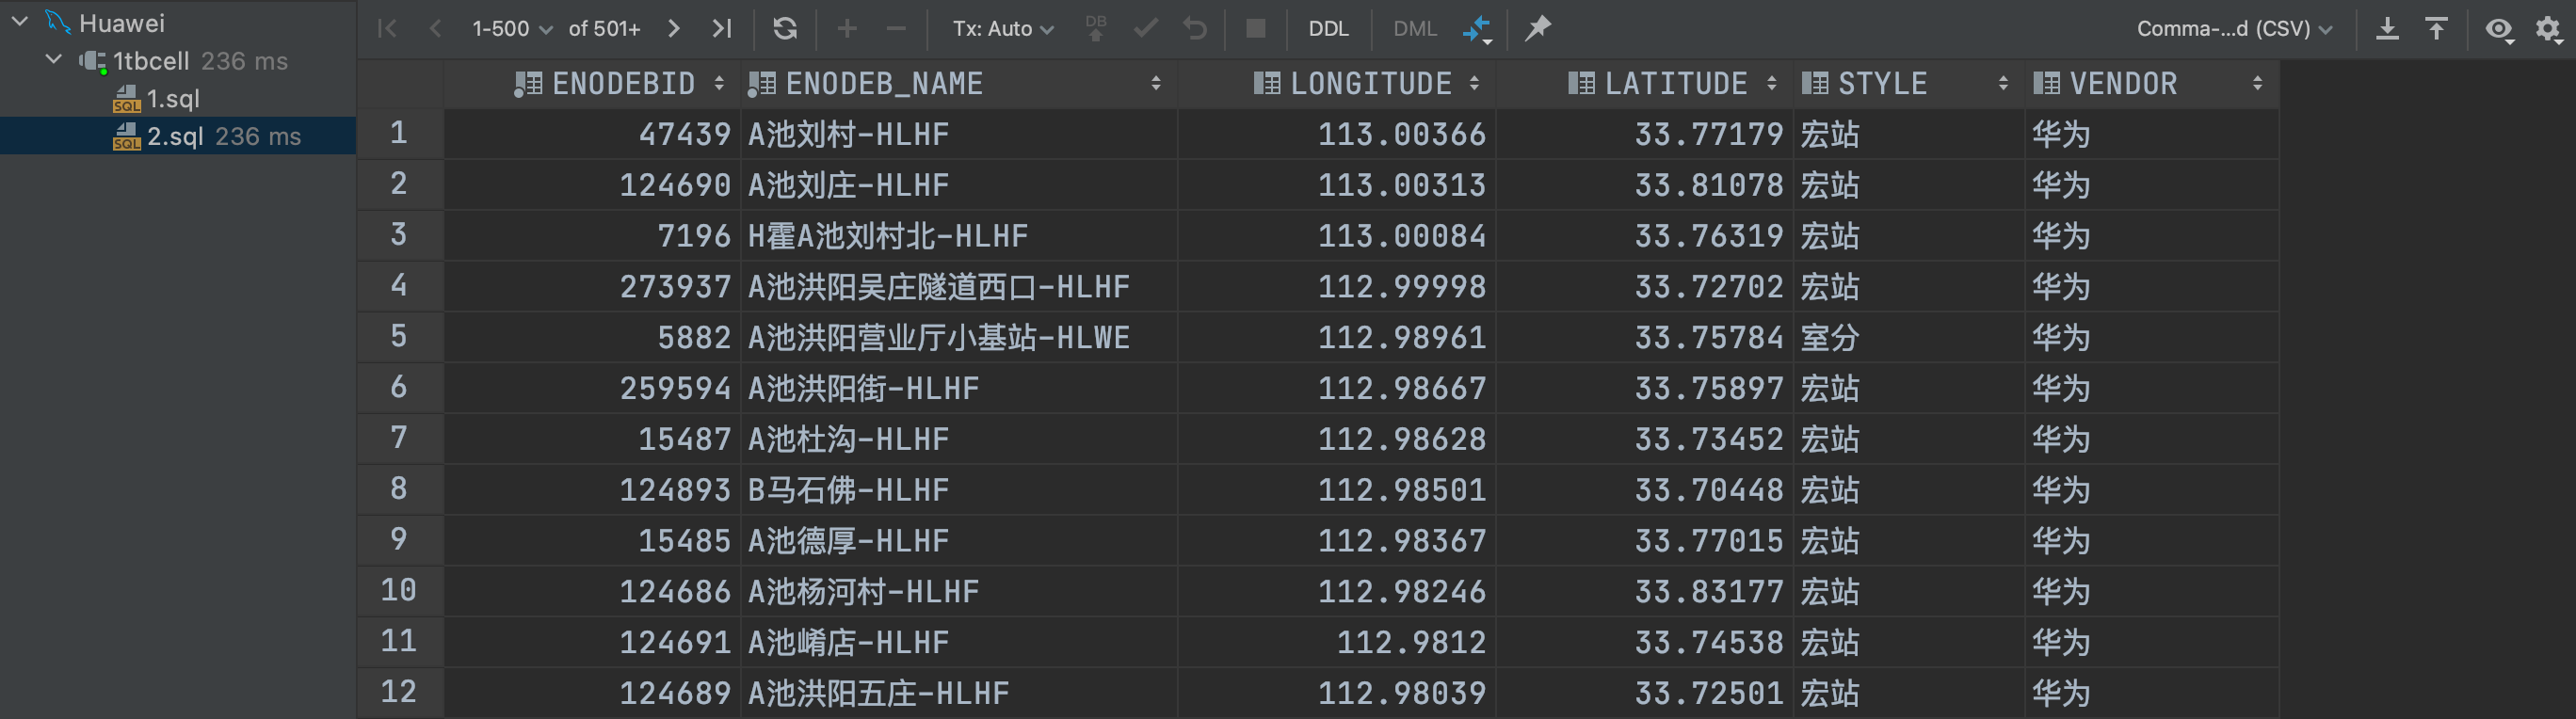 Huawei
1tbcell 236 ms
SQL 1.sql
SQL 2.sql 236 ms
1-500 of 501+ Tx: Auto DB DDL DML Comma-...d (CSV)
ENODEBID ENODEB_NAME LONGITUDE LATITUDE STYLE VENDOR
1 47439 A池刘村-HLHF 113.00366 33.77179 宏站 华为
2 124690 A池刘庄-HLHF 113.00313 33.81078 宏站 华为
3 7196 H霍A池刘村北-HLHF 113.00084 33.76319 宏站 华为
4 273937 A池洪阳吴庄隧道西口-HLHF 112.99998 33.72702 宏站 华为
5 5882 A池洪阳营业厅小基站-HLWE 112.98961 33.75784 室分 华为
6 259594 A池洪阳街-HLHF 112.98667 33.75897 宏站 华为
7 15487 A池杜沟-HLHF 112.98628 33.73452 宏站 华为
8 124893 B马石佛-HLHF 112.98501 33.70448 宏站 华为
9 15485 A池德厚-HLHF 112.98367 33.77015 宏站 华为
10 124686 A池杨河村-HLHF 112.98246 33.83177 宏站 华为
11 124691 A池崤店-HLHF 112.9812 33.74538 宏站 华为
12 124689 A池洪阳五庄-HLHF 112.98039 33.72501 宏站 华为